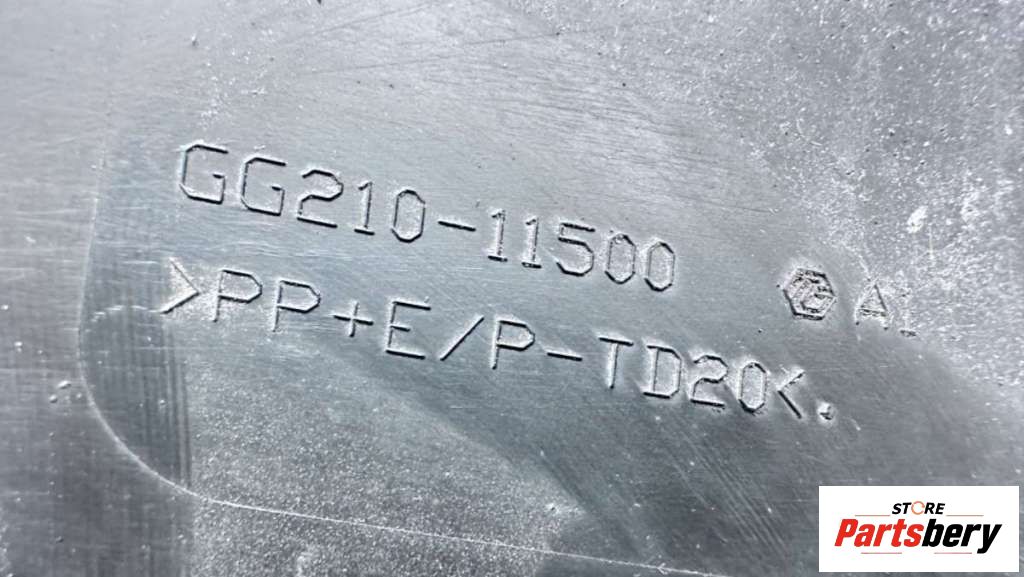 GG210-11500
>PP+E/P-TD20<.
STORE
Partsbery